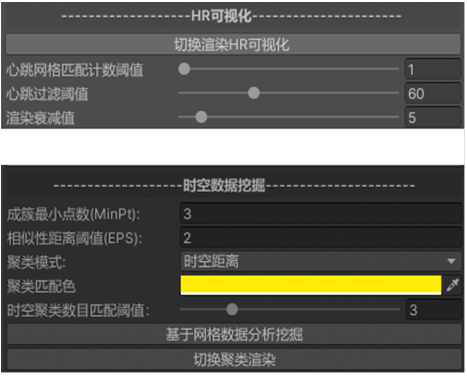 -------------------HR可视化--------------------
切换渲染HR可视化
心跳网格匹配计数阈值 1
心跳过滤阈值 60
渲染衰减值 5
-------------------时空数据挖掘--------------------
成簇最小点数(MinPt): 3
相似性距离阈值(EPS): 2
聚类模式: 时空距离
聚类匹配色
时空聚类数目匹配阈值: 3
基于网格数据分析挖掘
切换聚类渲染